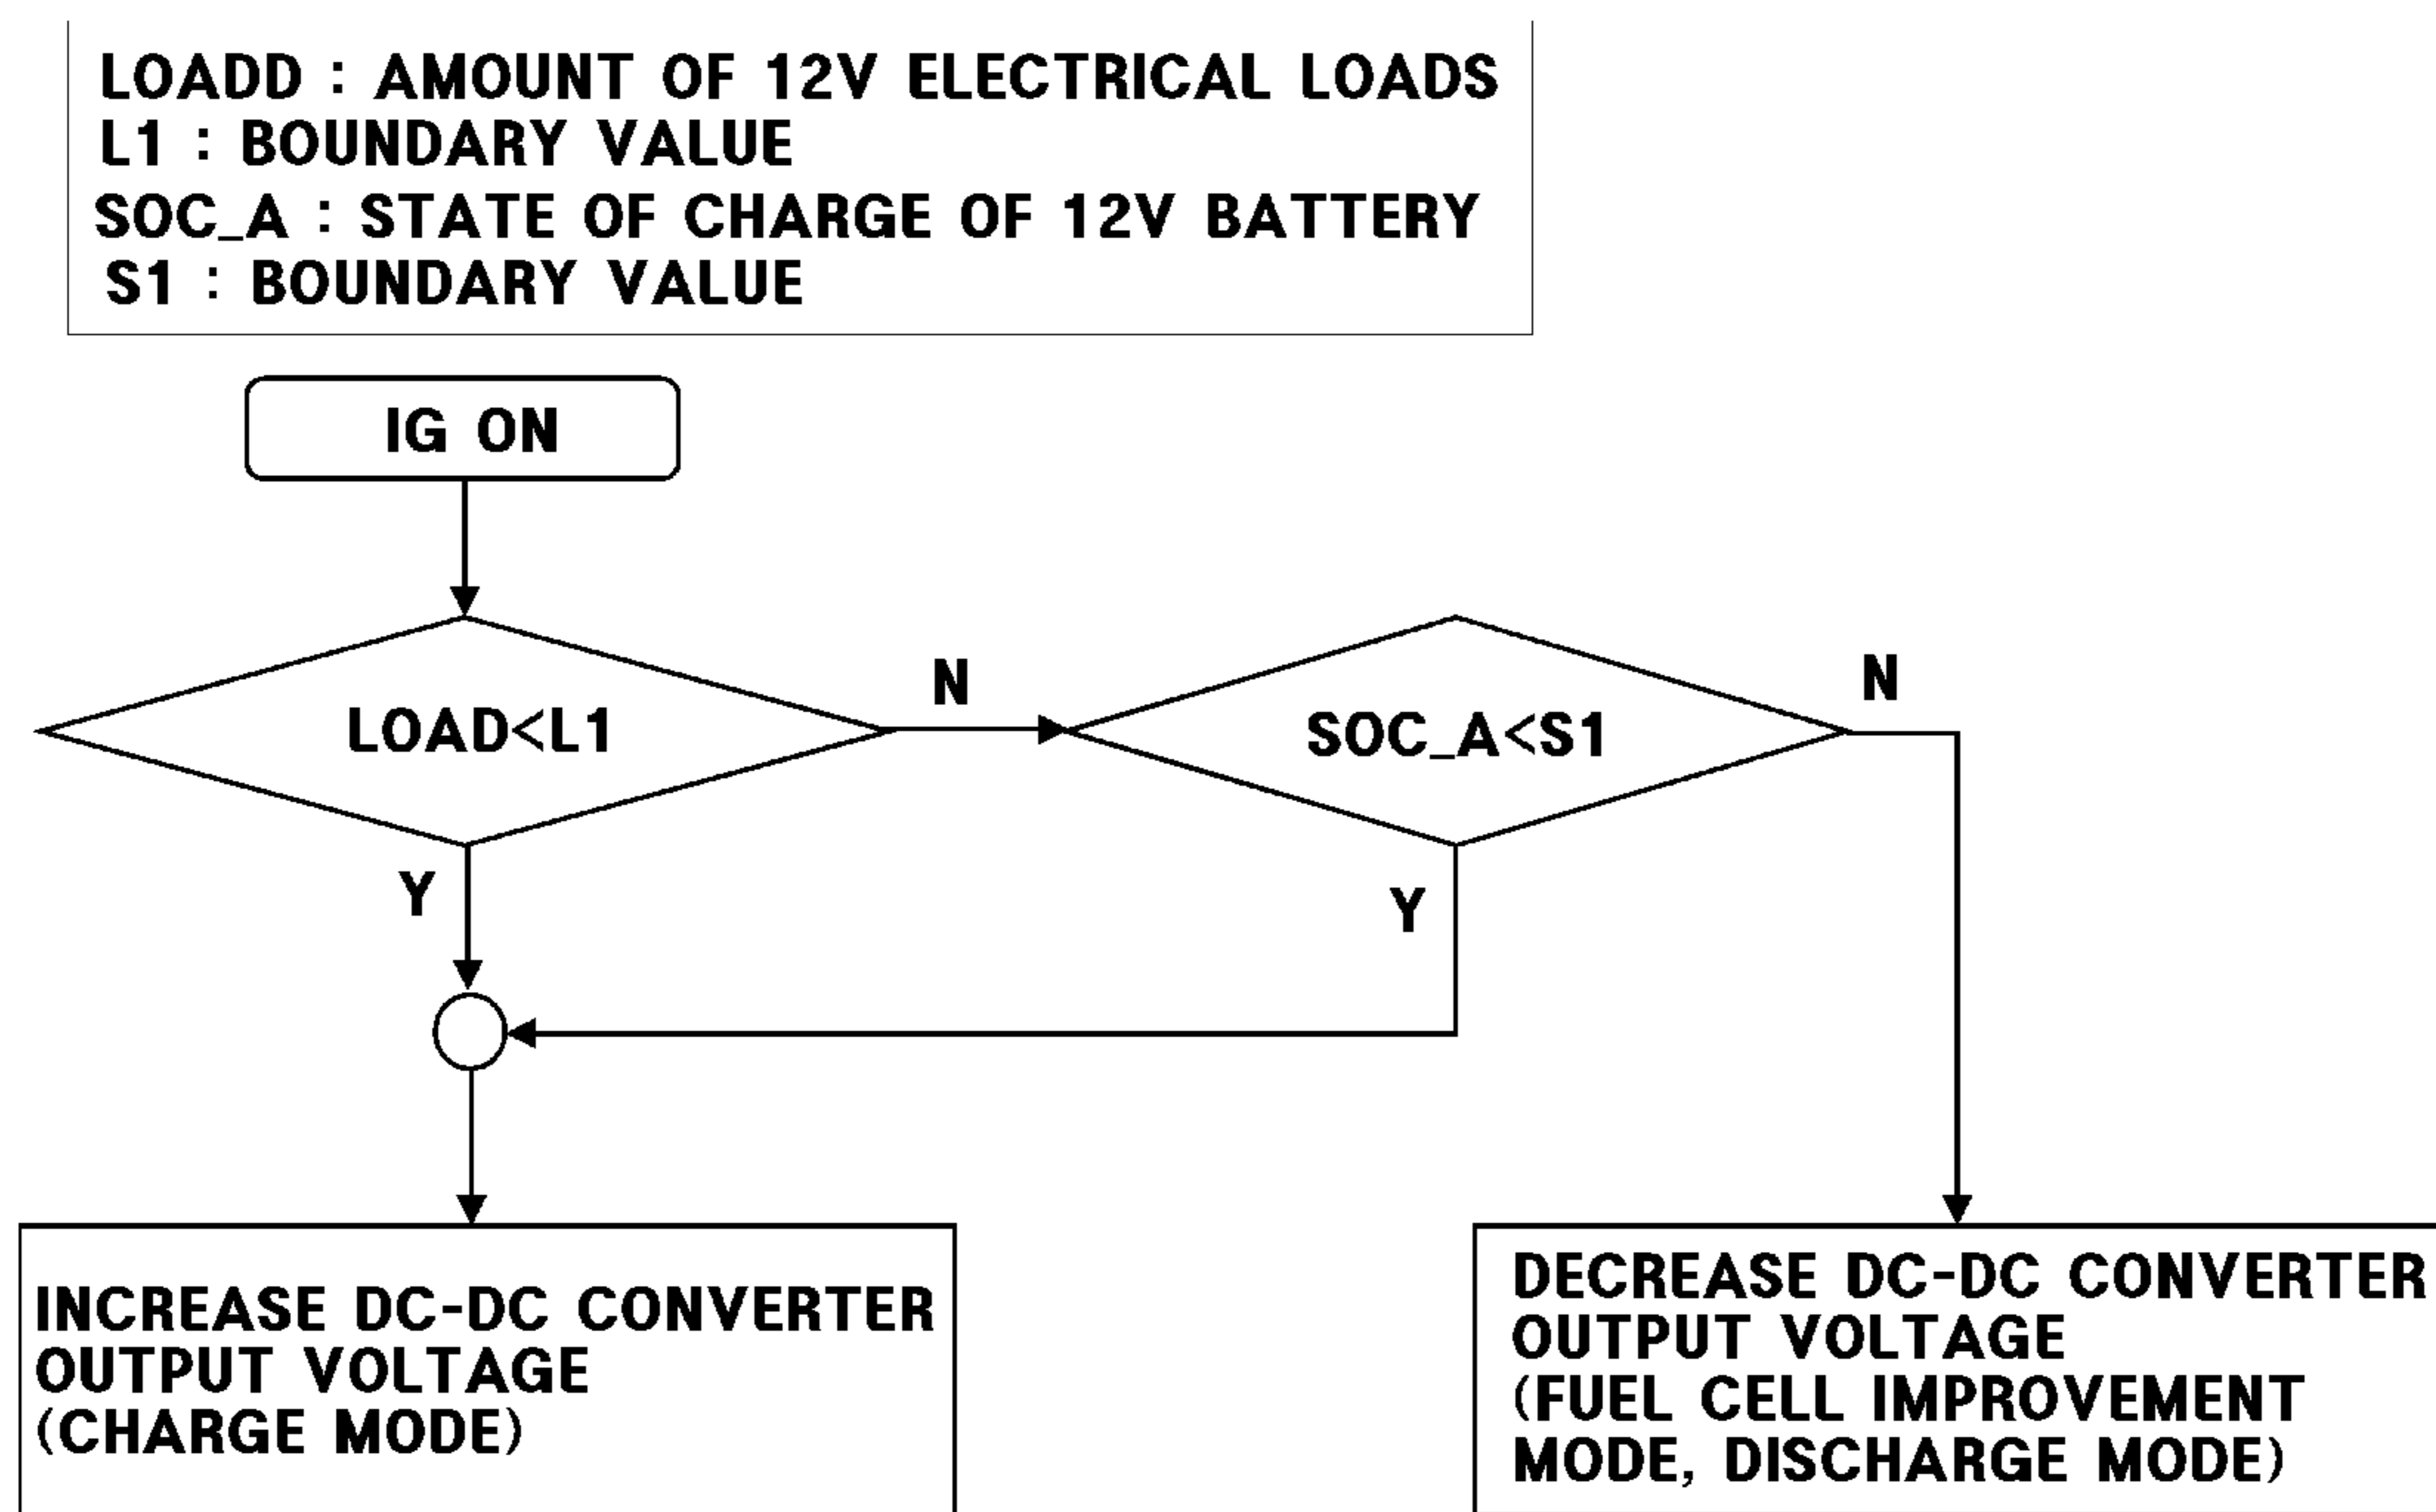 LOADD : AMOUNT OF 12V ELECTRICAL LOADS
L1 : BOUNDARY VALUE
SOC_A : STATE OF CHARGE OF 12V BATTERY
S1 : BOUNDARY VALUE
IG ON
LOAD<L1
N
SOC_A<S1
N
Y
Y
INCREASE DC-DC CONVERTER
OUTPUT VOLTAGE
(CHARGE MODE)
DECREASE DC-DC CONVERTER
OUTPUT VOLTAGE
(FUEL CELL IMPROVEMENT
MODE, DISCHARGE MODE)